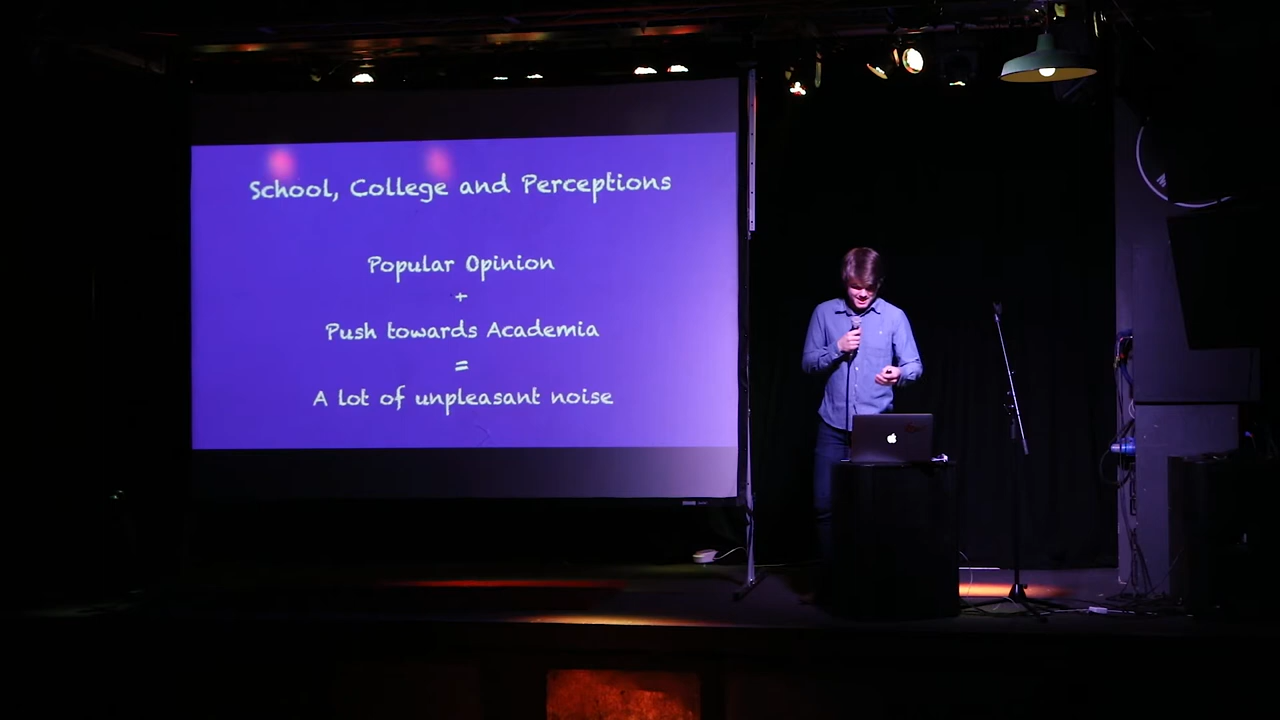 School, College and Perceptions
Popular Opinion
+
Push towards Academia
=
A lot of unpleasant noise